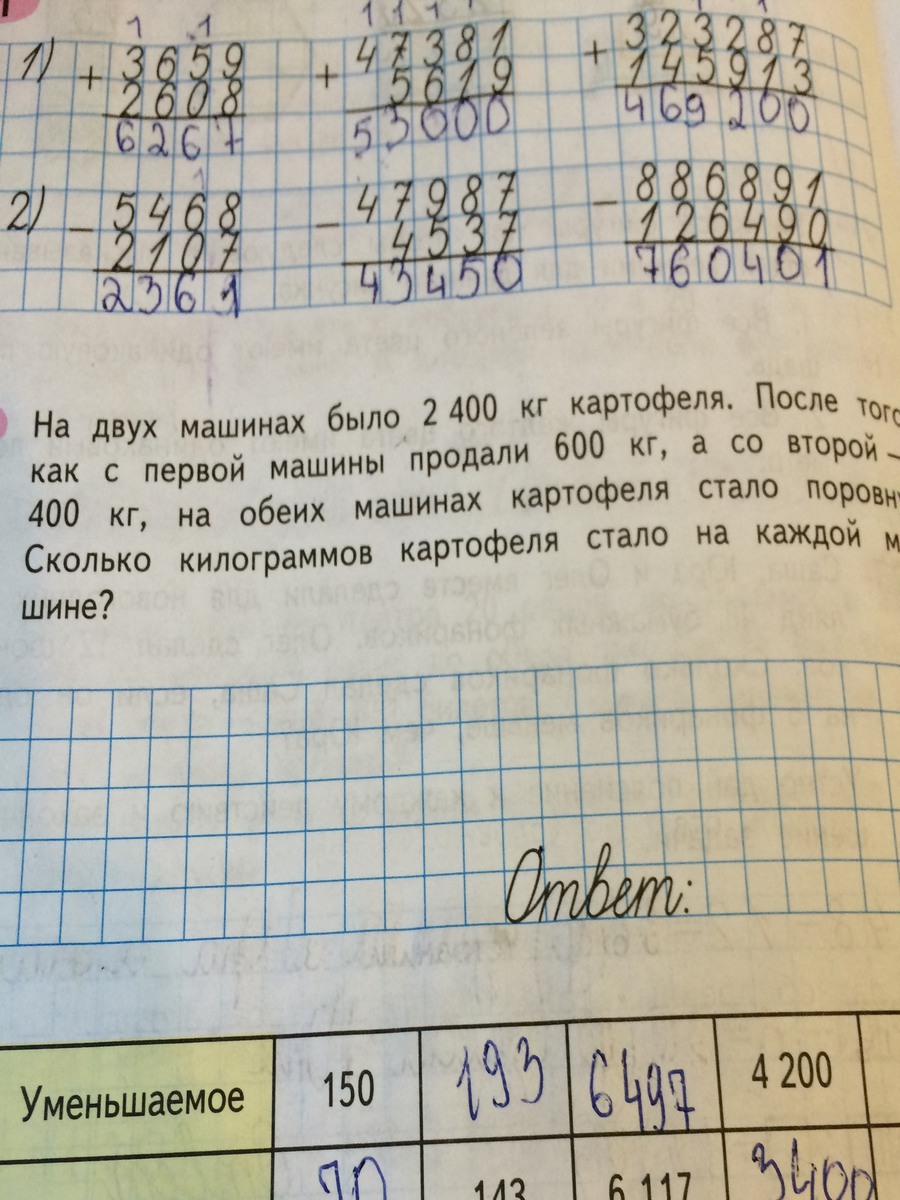 1) + 3659 + 47381 + 323287
2608 5619 145913
6267 53000 469200
2) - 5468 - 47987 - 886891
2107 4537 126490
2361 43450 760401
На двух машинах было 2 400 кг картофеля. После того
как с первой машины продали 600 кг, а со второй –
400 кг, на обеих машинах картофеля стало поровн
Сколько килограммов картофеля стало на каждой м
шине?
Ответ:
Уменьшаемое 150 193 6497 4 200
70 143 6 117 3400